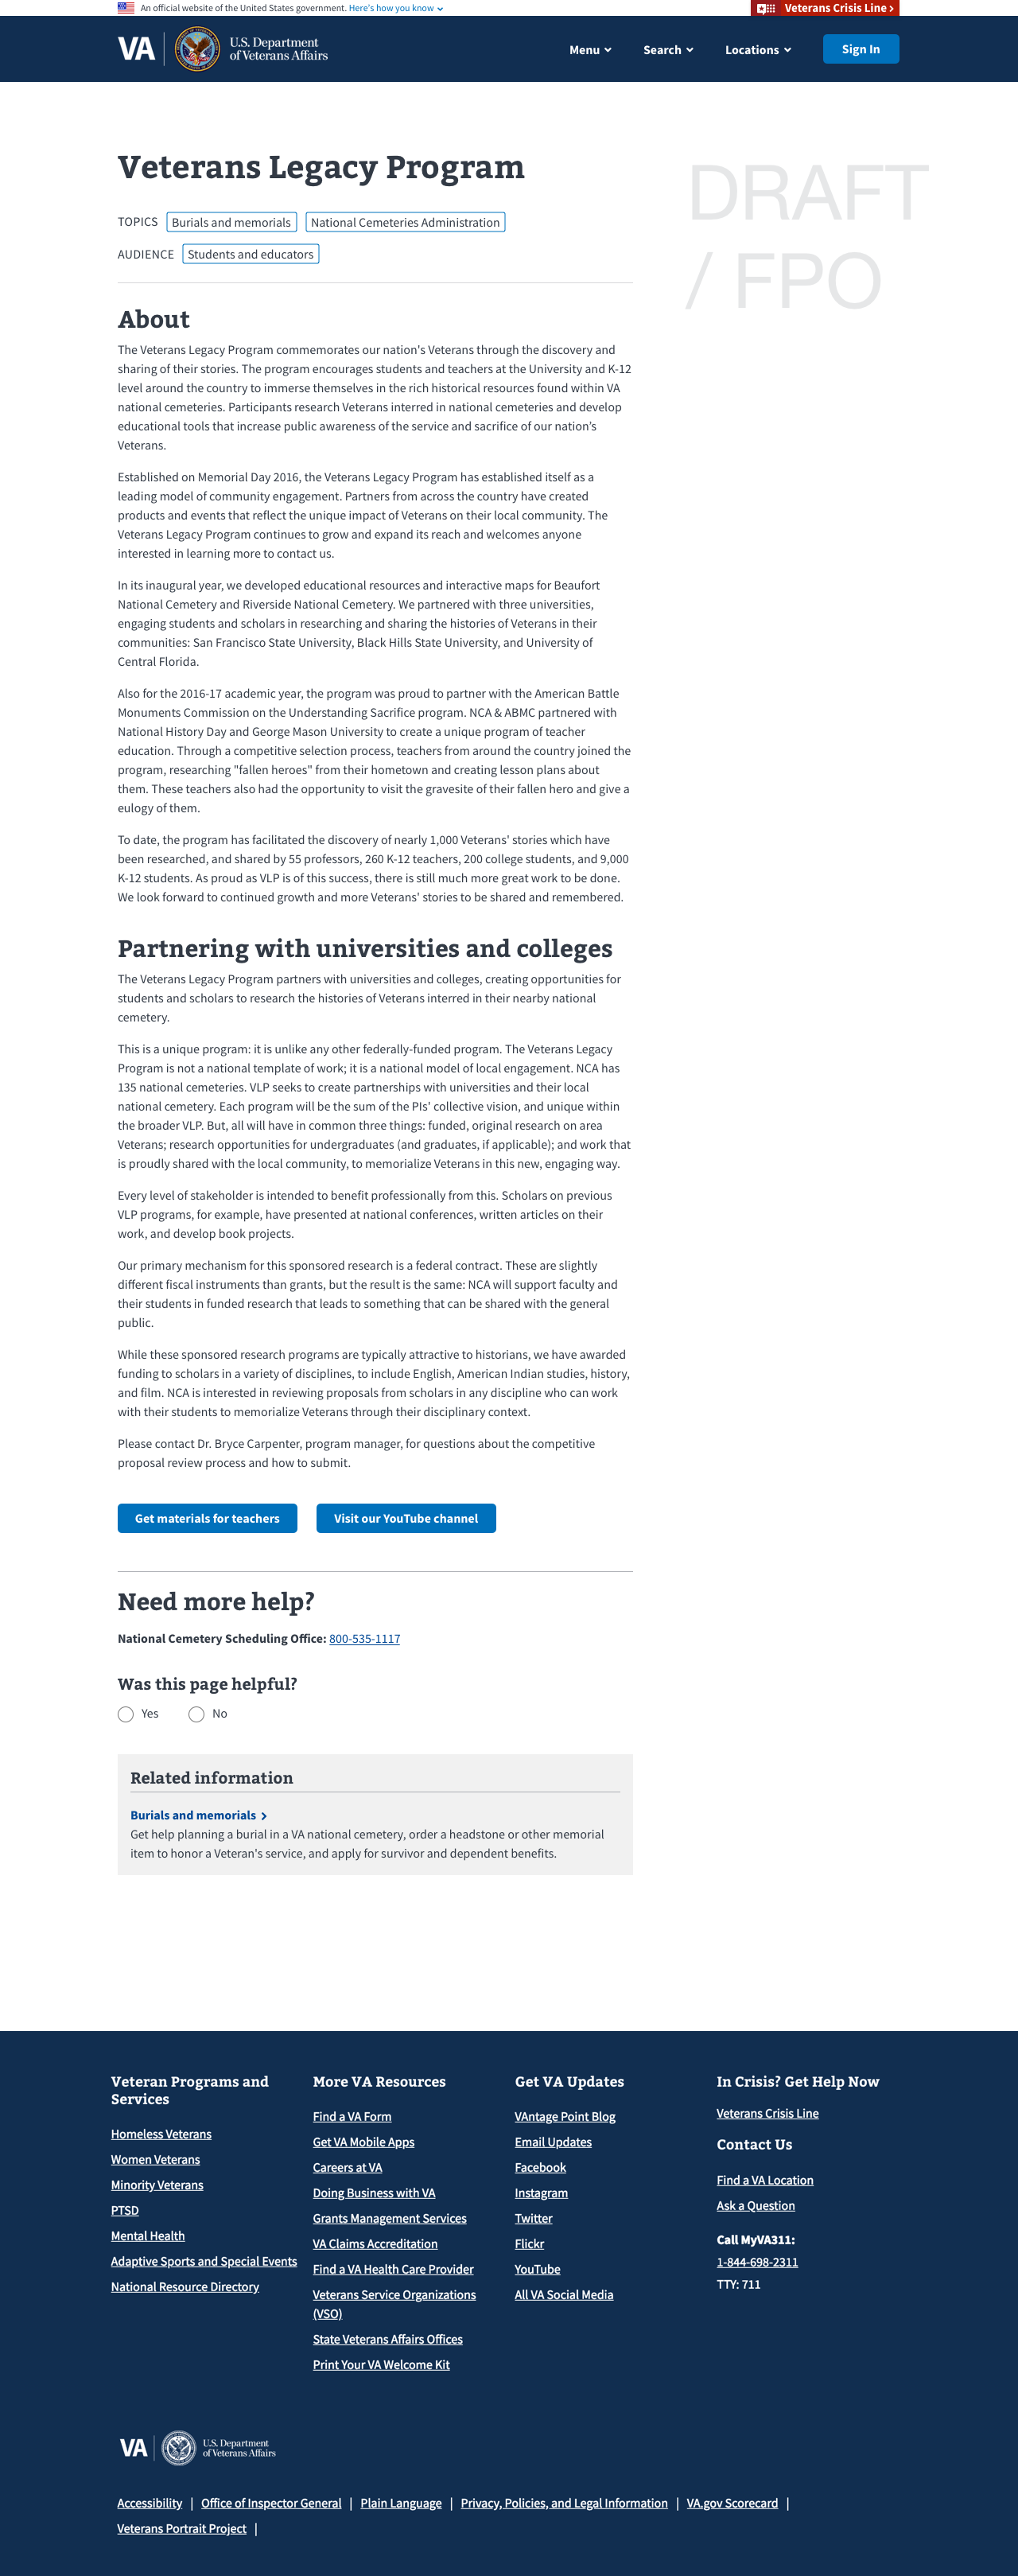 An official website of the United States government. Here's how you know
Veterans Crisis Line
VA
U.S. Department
of Veterans Affairs
Menu
Search
Locations
Sign In
Veterans Legacy Program
DRAFT
/ FPO
TOPICS Burials and memorials National Cemeteries Administration
AUDIENCE Students and educators
About
The Veterans Legacy Program commemorates our nation's Veterans through the discovery and
sharing of their stories. The program encourages students and teachers at the University and K-12
level around the country to immerse themselves in the rich historical resources found within VA
national cemeteries. Participants research Veterans interred in national cemeteries and develop
educational tools that increase public awareness of the service and sacrifice of our nation's
Veterans.
Established on Memorial Day 2016, the Veterans Legacy Program has established itself as a
leading model of community engagement. Partners from across the country have created
products and events that reflect the unique impact of Veterans on their local community. The
Veterans Legacy Program continues to grow and expand its reach and welcomes anyone
interested in learning more to contact us.
In its inaugural year, we developed educational resources and interactive maps for Beaufort
National Cemetery and Riverside National Cemetery. We partnered with three universities,
engaging students and scholars in researching and sharing the histories of Veterans in their
communities: San Francisco State University, Black Hills State University, and University of
Central Florida.
Also for the 2016-17 academic year, the program was proud to partner with the American Battle
Monuments Commission on the Understanding Sacrifice program. NCA & ABMC partnered with
National History Day and George Mason University to create a unique program of teacher
education. Through a competitive selection process, teachers from around the country joined the
program, researching "fallen heroes" from their hometown and creating lesson plans about
them. These teachers also had the opportunity to visit the gravesite of their fallen hero and give a
eulogy of them.
To date, the program has facilitated the discovery of nearly 1,000 Veterans' stories which have
been researched, and shared by 55 professors, 260 K-12 teachers, 200 college students, and 9,000
K-12 students. As proud as VLP is of this success, there is still much more great work to be done.
We look forward to continued growth and more Veterans' stories to be shared and remembered.
Partnering with universities and colleges
The Veterans Legacy Program partners with universities and colleges, creating opportunities for
students and scholars to research the histories of Veterans interred in their nearby national
cemetery.
This is a unique program: it is unlike any other federally-funded program. The Veterans Legacy
Program is not a national template of work; it is a national model of local engagement. NCA has
135 national cemeteries. VLP seeks to create partnerships with universities and their local
national cemetery. Each program will be the sum of the PIs' collective vision, and unique within
the broader VLP. But, all will have in common three things: funded, original research on area
Veterans; research opportunities for undergraduates (and graduates, if applicable); and work that
is proudly shared with the local community, to memorialize Veterans in this new, engaging way.
Every level of stakeholder is intended to benefit professionally from this. Scholars on previous
VLP programs, for example, have presented at national conferences, written articles on their
work, and develop book projects.
Our primary mechanism for this sponsored research is a federal contract. These are slightly
different fiscal instruments than grants, but the result is the same: NCA will support faculty and
their students in funded research that leads to something that can be shared with the general
public.
While these sponsored research programs are typically attractive to historians, we have awarded
funding to scholars in a variety of disciplines, to include English, American Indian studies, history,
and film. NCA is interested in reviewing proposals from scholars in any discipline who can work
with their students to memorialize Veterans through their disciplinary context.
Please contact Dr. Bryce Carpenter, program manager, for questions about the competitive
proposal review process and how to submit.
Get materials for teachers
Visit our YouTube channel
Need more help?
National Cemetery Scheduling Office: 800-535-1117
Was this page helpful?
Yes
No
Related information
Burials and memorials
Get help planning a burial in a VA national cemetery, order a headstone or other memorial
item to honor a Veteran's service, and apply for survivor and dependent benefits.
Veteran Programs and
Services
Homeless Veterans
Women Veterans
Minority Veterans
PTSD
Mental Health
Adaptive Sports and Special Events
National Resource Directory
More VA Resources
Find a VA Form
Get VA Mobile Apps
Careers at VA
Doing Business with VA
Grants Management Services
VA Claims Accreditation
Find a VA Health Care Provider
Veterans Service Organizations
(VSO)
State Veterans Affairs Offices
Print Your VA Welcome Kit
Get VA Updates
VAntage Point Blog
Email Updates
Facebook
Instagram
Twitter
Flickr
YouTube
All VA Social Media
In Crisis? Get Help Now
Veterans Crisis Line
Contact Us
Find a VA Location
Ask a Question
Call MyVA311:
1-844-698-2311
TTY: 711
VA
U.S. Department
of Veterans Affairs
Accessibility | Office of Inspector General | Plain Language | Privacy, Policies, and Legal Information | VA.gov Scorecard |
Veterans Portrait Project |